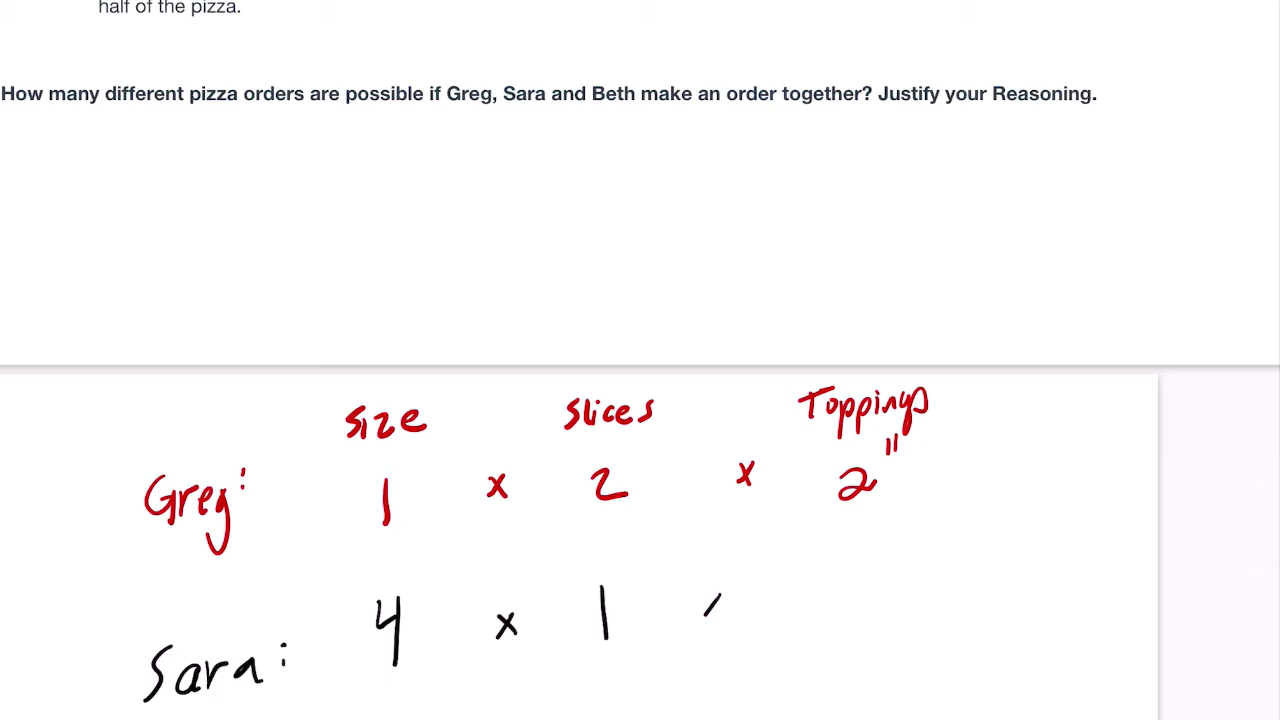 half of the pizza.
How many different pizza orders are possible if Greg, Sara and Beth make an order together? Justify your Reasoning.
size slices Toppings
Greg: 1 x 2 x 2^11
Sara: 4 x 1